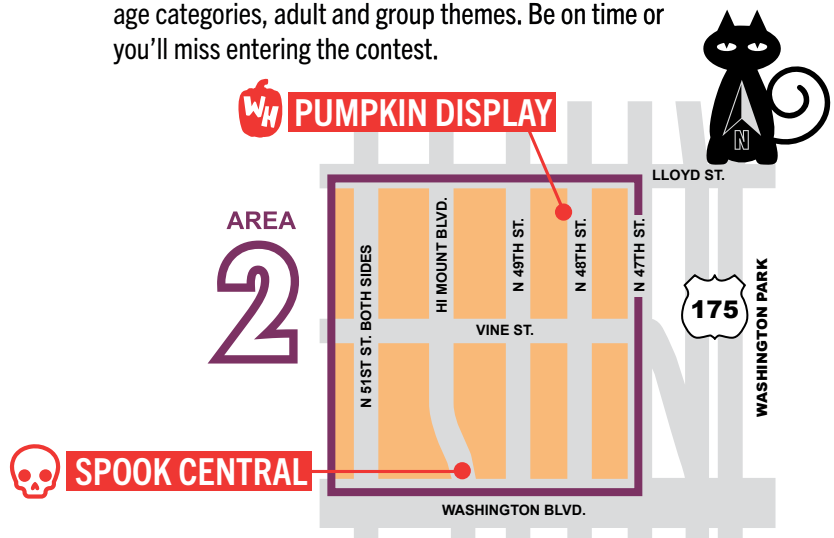 age categories, adult and group themes. Be on time or
you’ll miss entering the contest.
WH PUMPKIN DISPLAY
N
LLOYD ST.
AREA
2
N 51ST ST. BOTH SIDES
HI MOUNT BLVD.
N 49TH ST.
N 48TH ST.
N 47TH ST.
175
WASHINGTON PARK
VINE ST.
SPOOK CENTRAL
WASHINGTON BLVD.